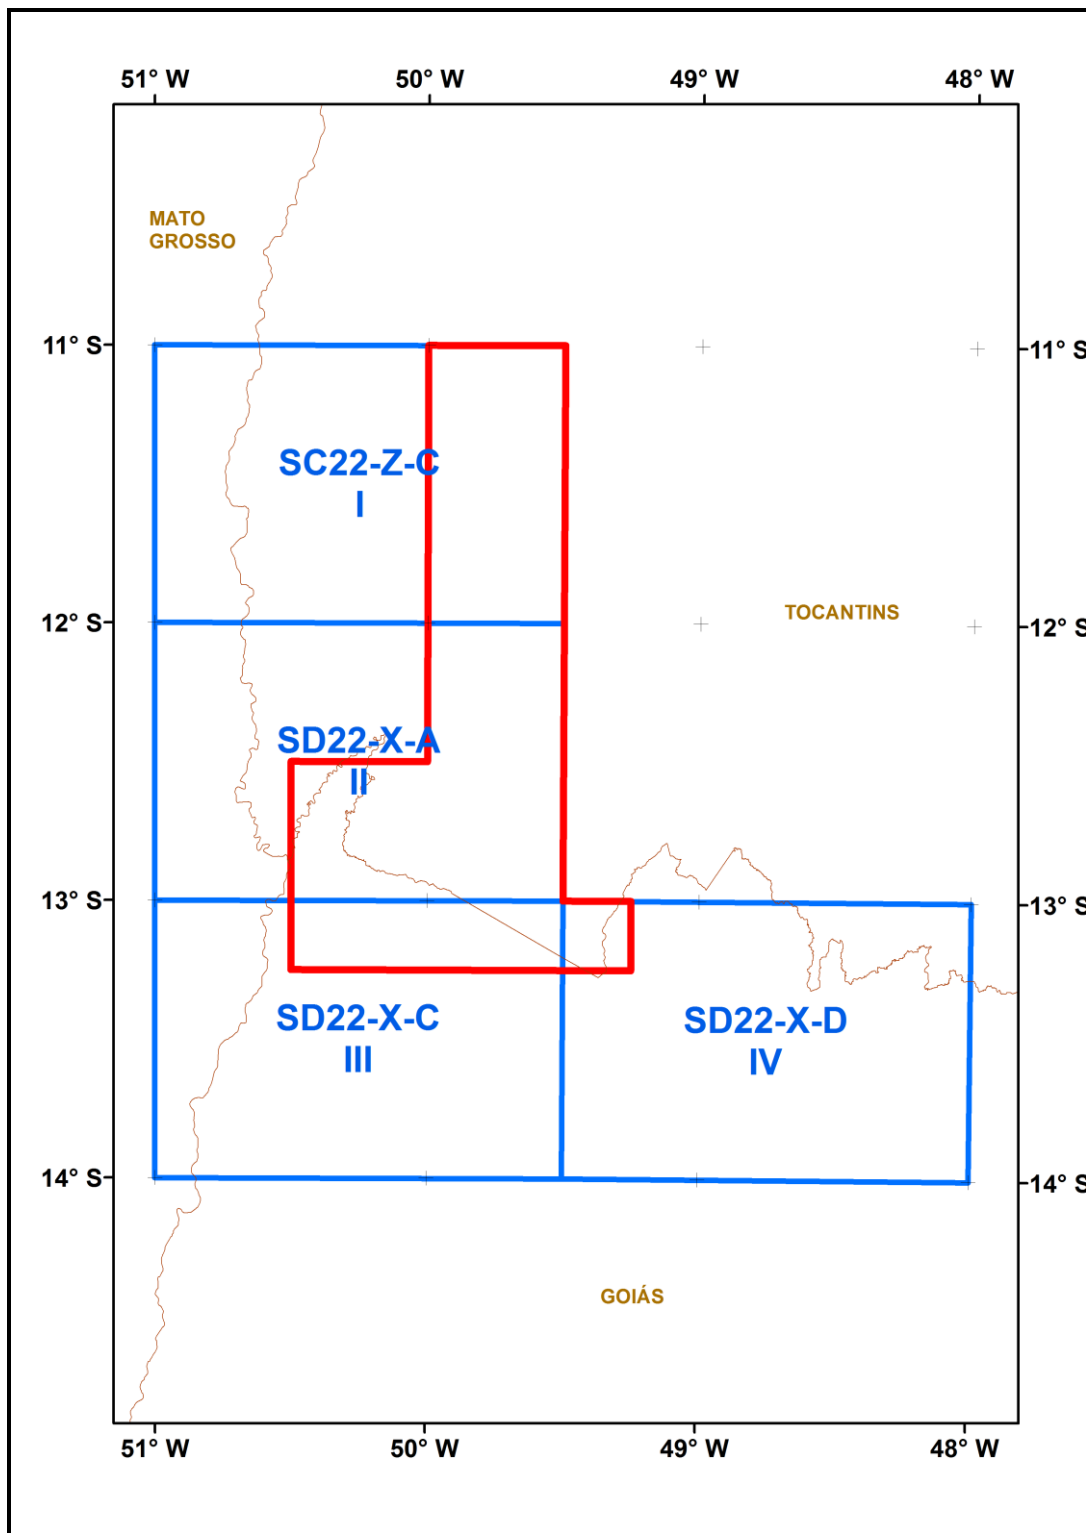 51° W 50° W 49° W 48° W
MATO
GROSSO
11° S 11° S
SC22-Z-C
I
TOCANTINS
12° S 12° S
SD22-X-A
II
13° S 13° S
SD22-X-C SD22-X-D
III IV
14° S 14° S
GOIÁS
51° W 50° W 49° W 48° W